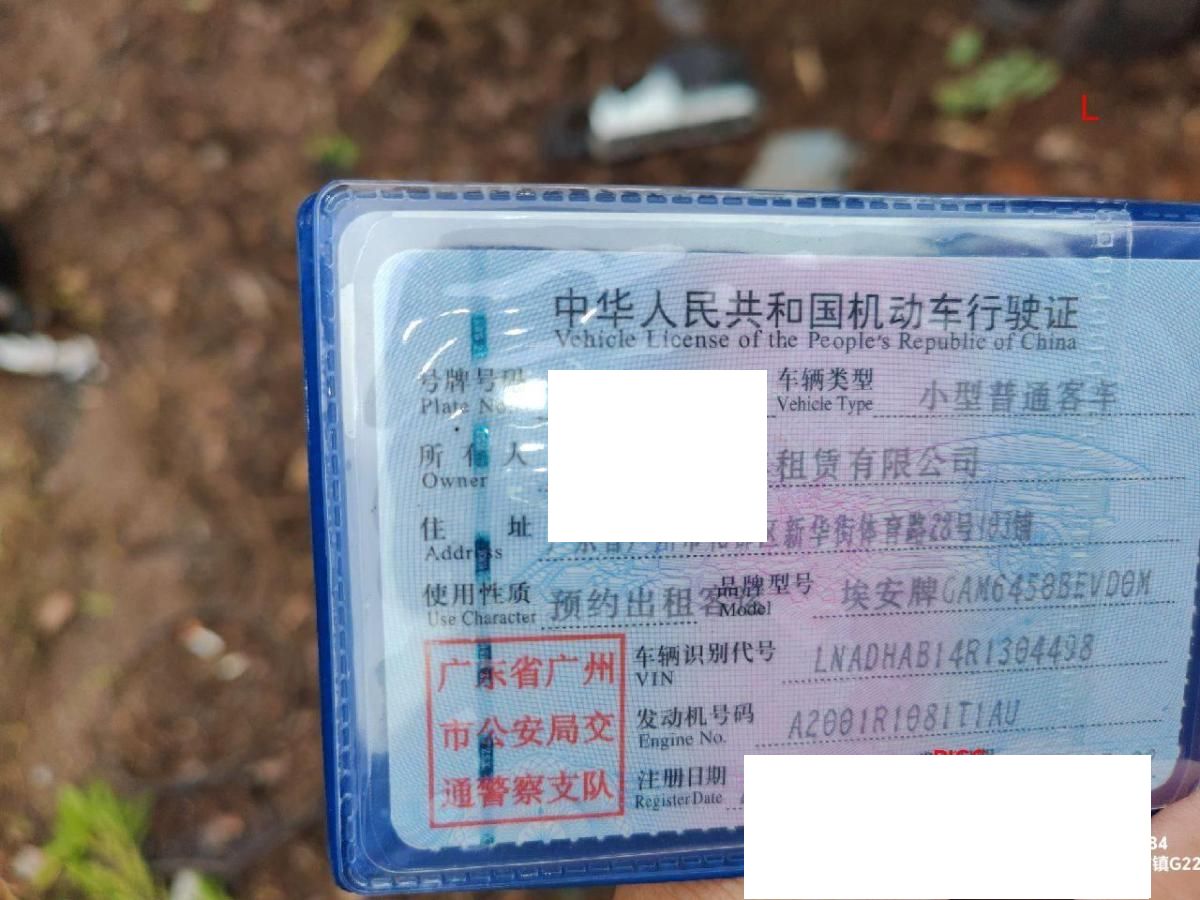 L
中华人民共和国机动车行驶证
Vehicle License of the People's Republic of China
号牌号码
Plate No.
车辆类型
Vehicle Type
小型普通客车
所有人
Owner
租赁有限公司
住址
Address
区新华街体育路28号103铺
使用性质
Use Character
预约出租客
品牌型号
Model
埃安牌GAM6450BEVD0M
广东省广州
市公安局交
通警察支队
车辆识别代号
VIN
LNADHAB14R1304498
发动机号码
Engine No.
A2001R1081T1AU
注册日期
Register Date
34
镇G22